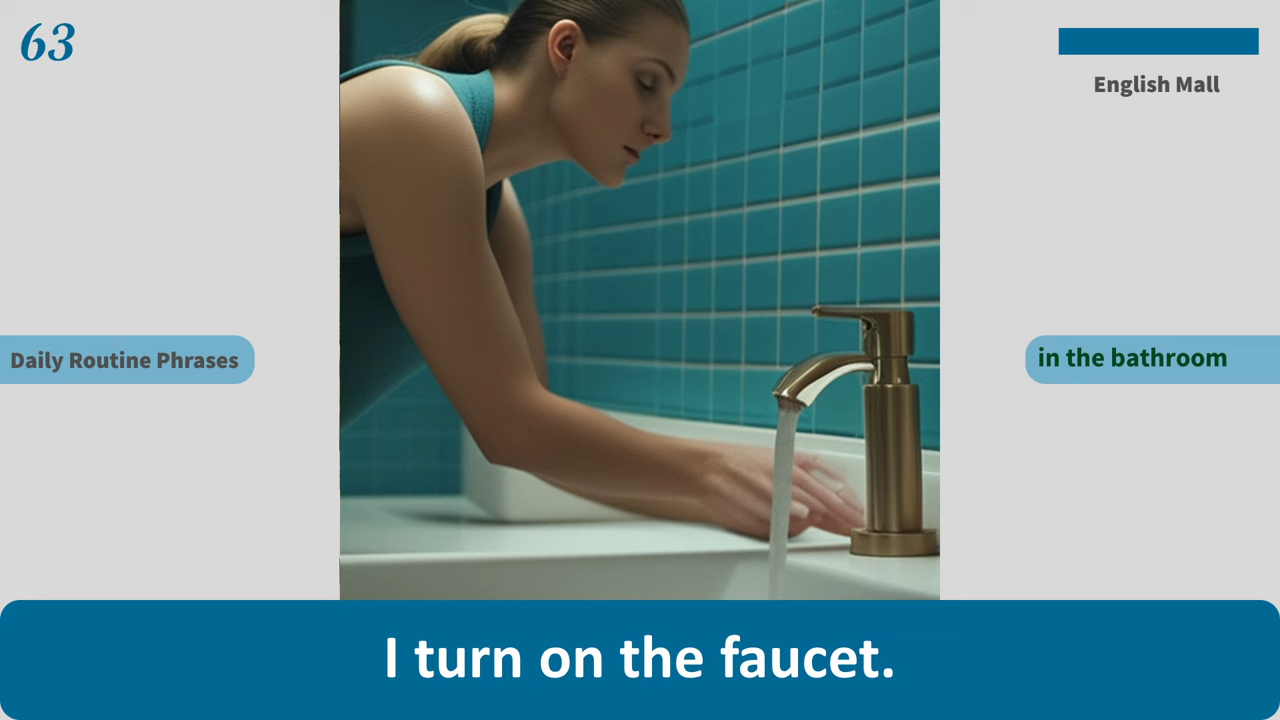 63
English Mall
Daily Routine Phrases
in the bathroom
I turn on the faucet.